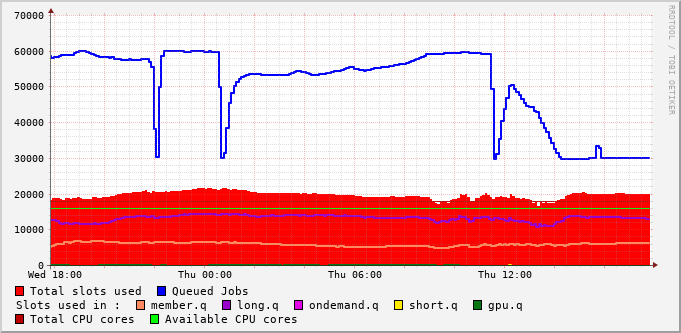 70000
60000
50000
40000
30000
20000
10000
0
Wed 18:00 Thu 00:00 Thu 06:00 Thu 12:00
Total slots used Queued Jobs
Slots used in : member.q long.q ondemand.q short.q gpu.q
Total CPU cores Available CPU cores
RRDTOOL / TOBI OETIKER